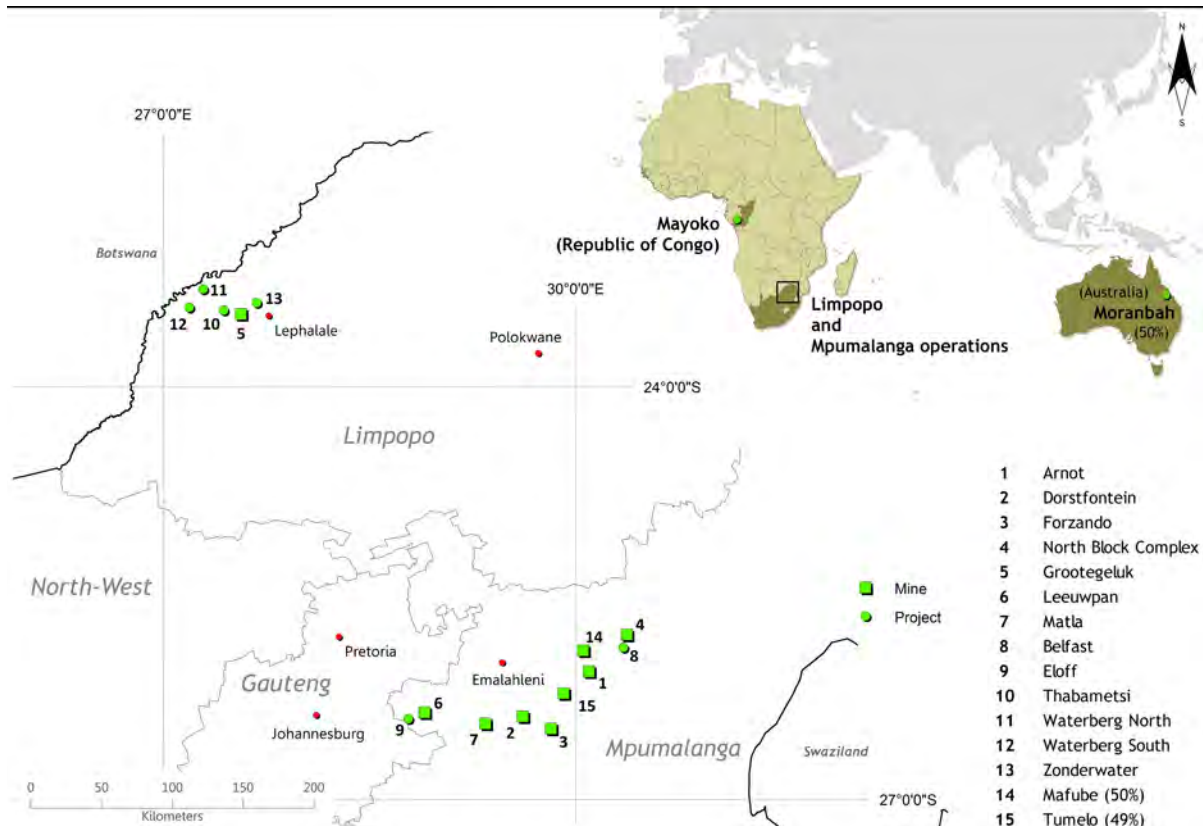 N
S
27°0'0"E
Botswana
11
13
12
10
5
Lephalale
30°0'0"E
Polokwane
24°0'0"S
Mayoko
(Republic of Congo)
Limpopo
and
Mpumalanga operations
(Australia)
Moranbah
(50%)
Limpopo
North-West
Pretoria
Gauteng
Johannesburg
Emalahleni
14
4
8
1
15
6
9
7
2
3
Mpumalanga
Swaziland
27°0'0"S
0 50 100 150 200
Kilometers
Mine
Project
1 Arnot
2 Dorstfontein
3 Forzando
4 North Block Complex
5 Grootegeluk
6 Leeuwpan
7 Matla
8 Belfast
9 Eloff
10 Thabametsi
11 Waterberg North
12 Waterberg South
13 Zonderwater
14 Mafube (50%)
15 Tumelo (49%)